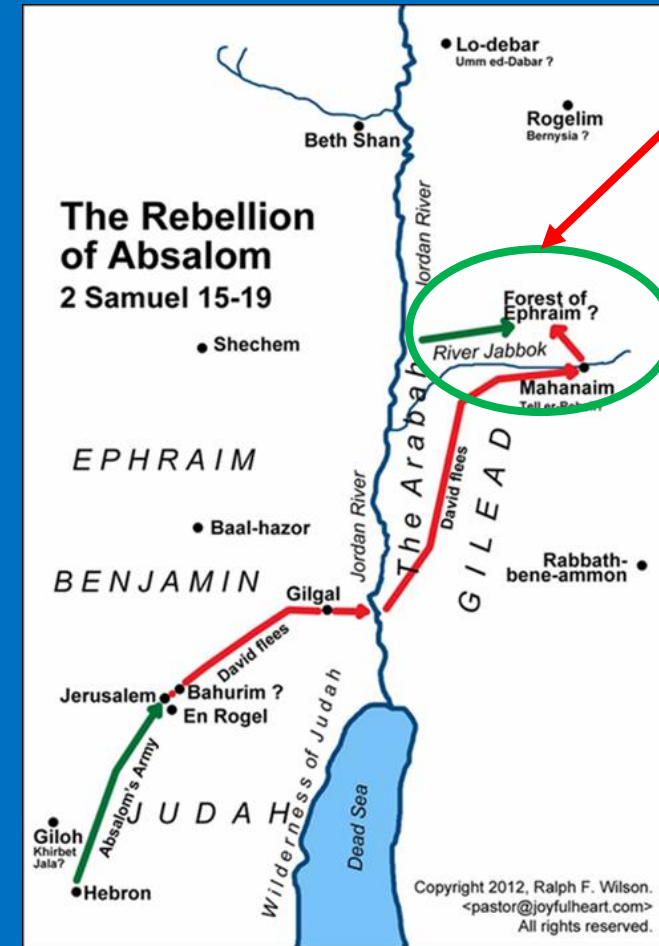 Lo-debar
Umm ed-Dabar ?
Rogelim
Bernysia ?
Beth Shan
The Rebellion
of Absalom
2 Samuel 15-19
Jordan River
Forest of
Ephraim ?
Shechem
River Jabbok
Mahanaim
The Arabah
EPHRAIM
David flees
GILEAD
Baal-hazor
Jordan River
Rabbath-
bene-ammon
BENJAMIN
Gilgal
David flees
Jerusalem
Bahurim ?
En Rogel
Wilderness of Judah
Absalom's Army
JUDAH
Dead Sea
Giloh
Khirbet
Jala?
Hebron
Copyright 2012, Ralph F. Wilson.
<pastor@joyfulheart.com>
All rights reserved.